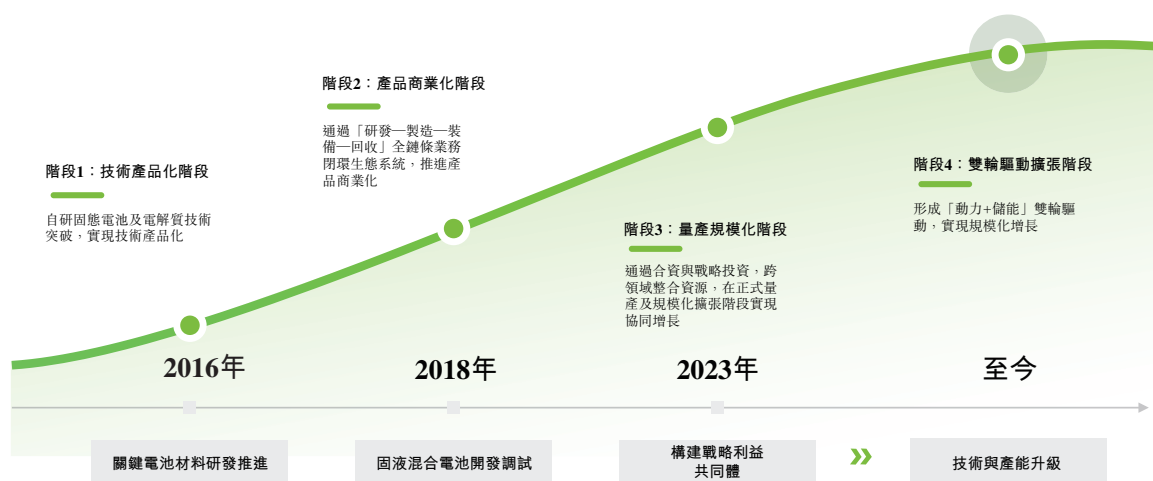 階段1：技術產品化階段
自研固態電池及電解質技術
突破，實現技術產品化
階段2：產品商業化階段
通過「研發—製造—裝
備—回收」全鏈條業務
閉環生態系統，推進產
品商業化
階段3：量產規模化階段
通過合資與戰略投資，跨
領域整合資源，在正式量
產及規模化擴張階段實現
協同增長
階段4：雙輪驅動擴張階段
形成「動力+儲能」雙輪驅
動，實現規模化增長
2016年
2018年
2023年
至今
關鍵電池材料研發推進
固液混合電池開發調試
構建戰略利益
共同體
技術與產能升級